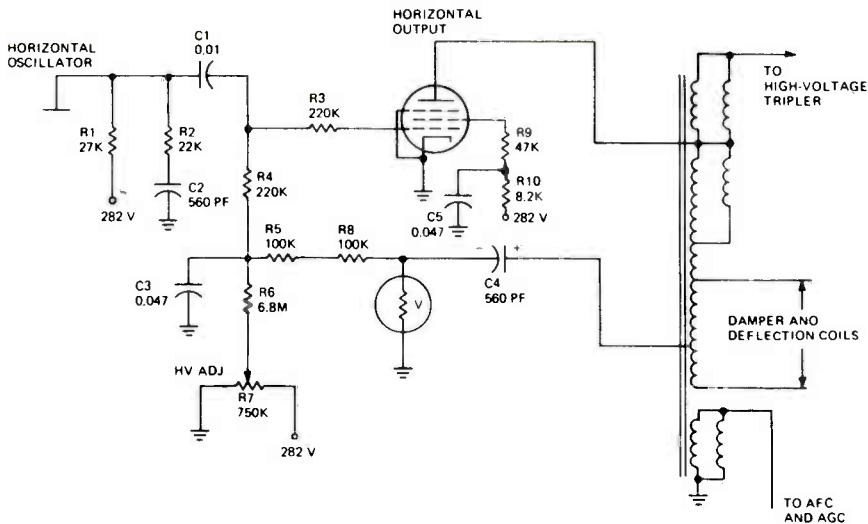 HORIZONTAL
OSCILLATOR
C1
0.01
HORIZONTAL
OUTPUT
TO
HIGH-VOLTAGE
TRIPLER
R1
27K
R2
22K
C2
560 PF
282 V
R3
220K
R4
220K
R9
47K
R10
8.2K
282 V
C5
0.047
R5
100K
R8
100K
C3
0.047
R6
6.8M
V
- +
C4
560 PF
DAMPER AND
DEFLECTION COILS
HV ADJ
R7
750K
282 V
TO AFC
AND AGC